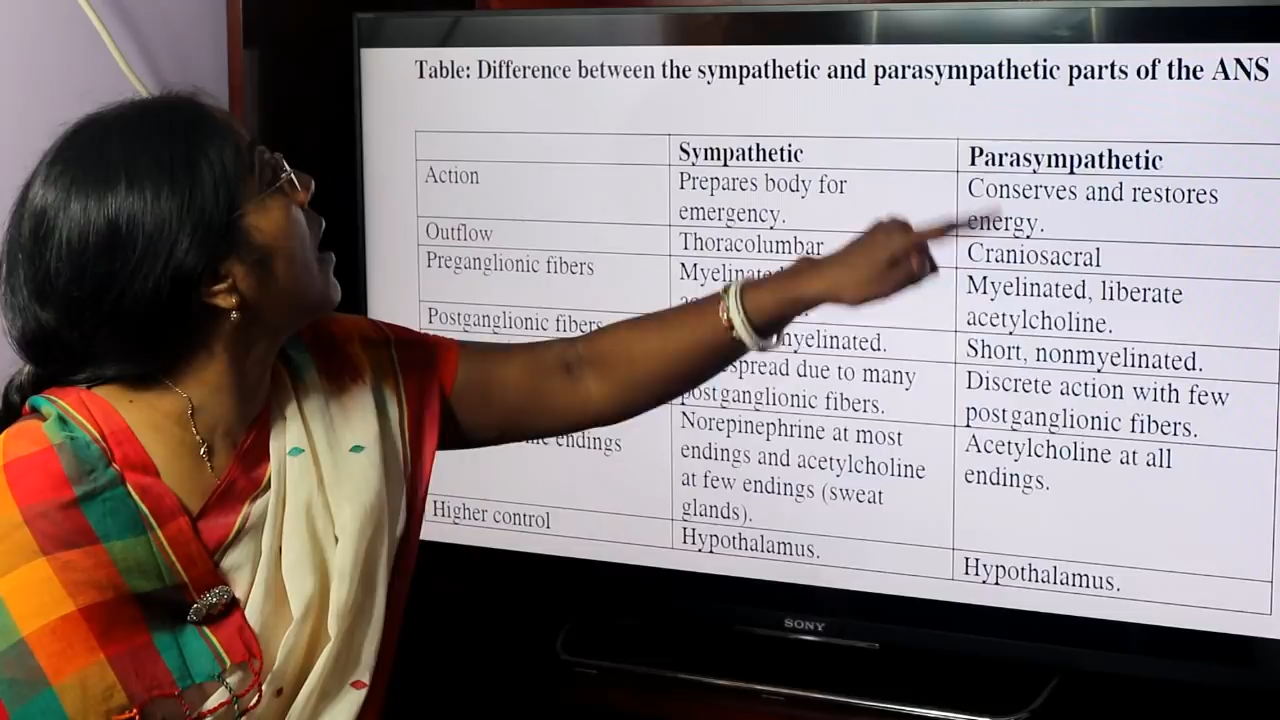 Table: Difference between the sympathetic and parasympathetic parts of the ANS
Sympathetic
Parasympathetic
Action
Prepares body for
emergency.
Conserves and restores
energy.
Outflow
Thoracolumbar
Craniosacral
Preganglionic fibers
Myelinated
Myelinated, liberate
acetylcholine.
Postganglionic fibers
Short, nonmyelinated.
spread due to many
postganglionic fibers.
Discrete action with few
postganglionic fibers.
endings
Norepinephrine at most
endings and acetylcholine
at few endings (sweat
glands).
Acetylcholine at all
endings.
Higher control
Hypothalamus.
Hypothalamus.
SONY